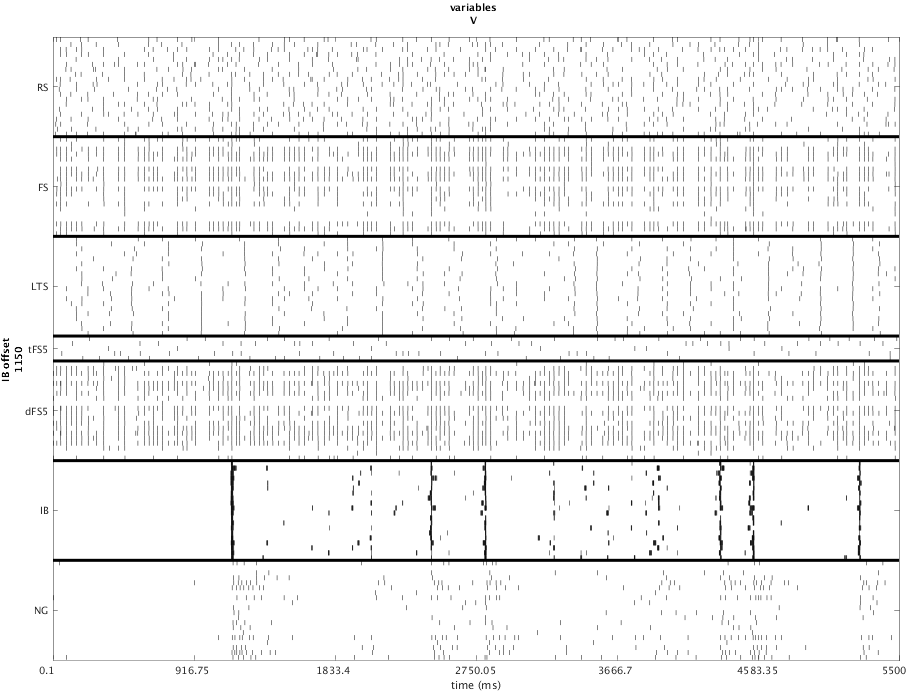 variables
V
RS
FS
LTS
tFS5
dFS5
IB
NG
IB offset
1150
0.1 916.75 1833.4 2750.05 3666.7 4583.35 5500
time (ms)